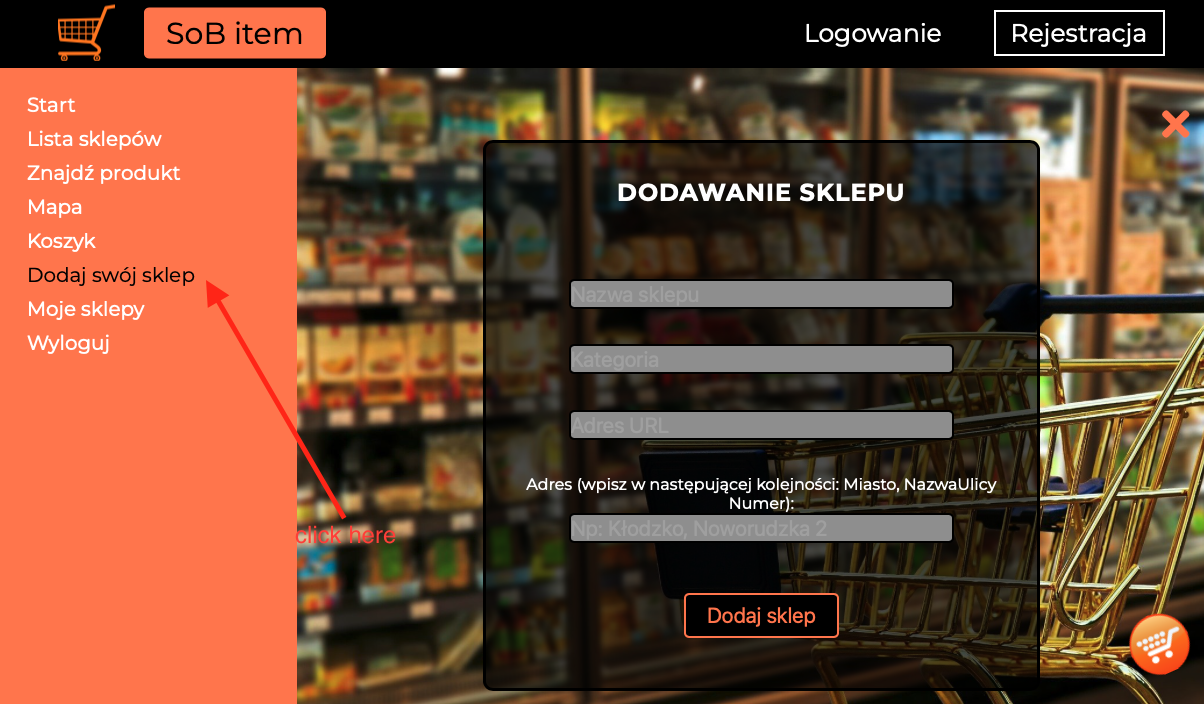 SoB item
Logowanie
Rejestracja
Start
Lista sklepów
Znajdź produkt
Mapa
Koszyk
Dodaj swój sklep
Moje sklepy
Wyloguj
click here
DODAWANIE SKLEPU
Nazwa sklepu
Kategoria
Adres URL
Adres (wpisz w następującej kolejności: Miasto, NazwaUlicy
Numer):
Np: Kłodzko, Noworudzka 2
Dodaj sklep